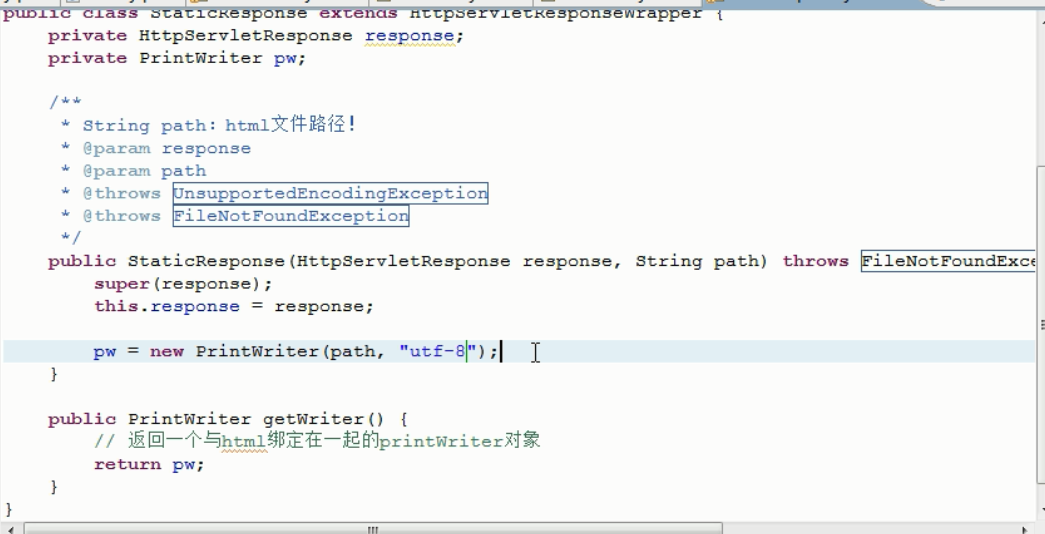 public class StaticResponse extends HttpServletResponseWrapper {
private HttpServletResponse response;
private PrintWriter pw;
/**
* String path：html文件路径！
* @param response
* @param path
* @throws UnsupportedEncodingException
* @throws FileNotFoundException
*/
public StaticResponse(HttpServletResponse response, String path) throws FileNotFoundExce
super(response);
this.response = response;
pw = new PrintWriter(path, "utf-8");
}
public PrintWriter getWriter() {
// 返回一个与html绑定在一起的printWriter对象
return pw;
}
}